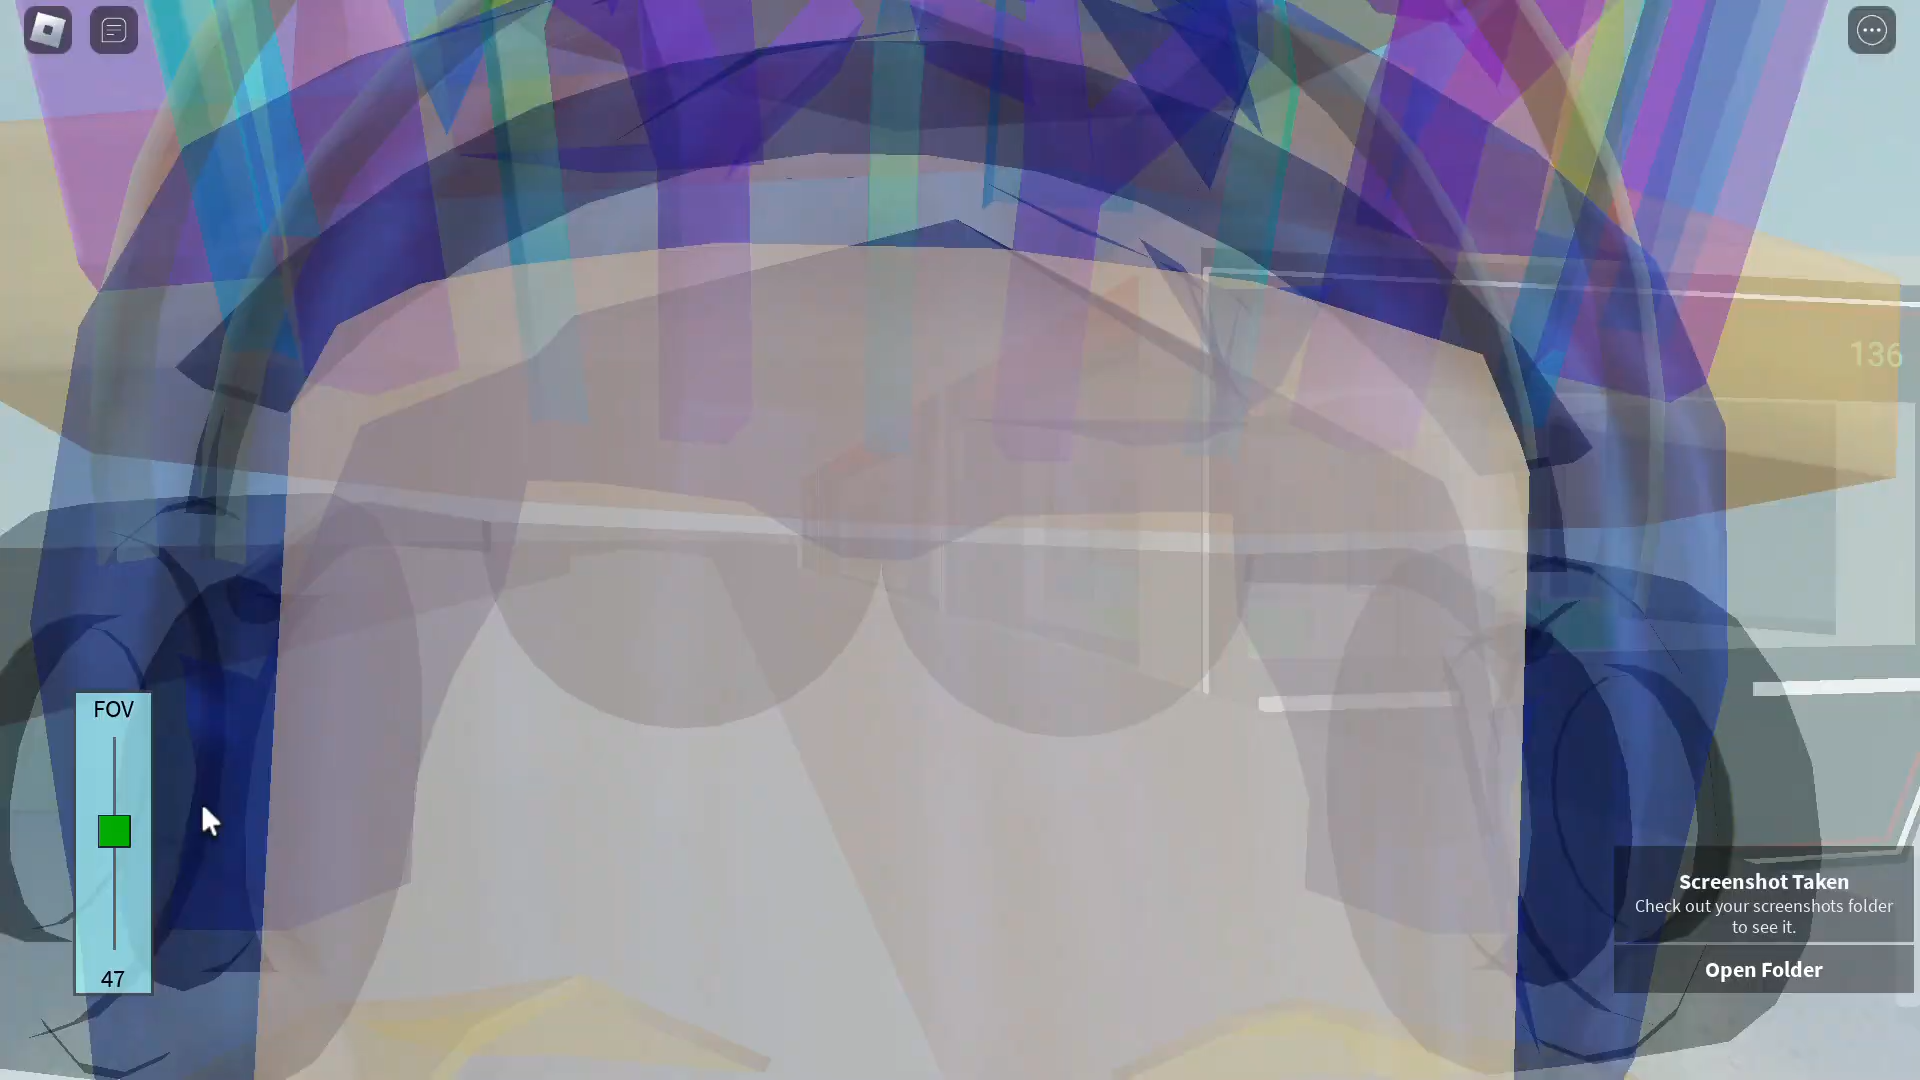 136
FOV
47
Screenshot Taken
Check out your screenshots folder
to see it.
Open Folder